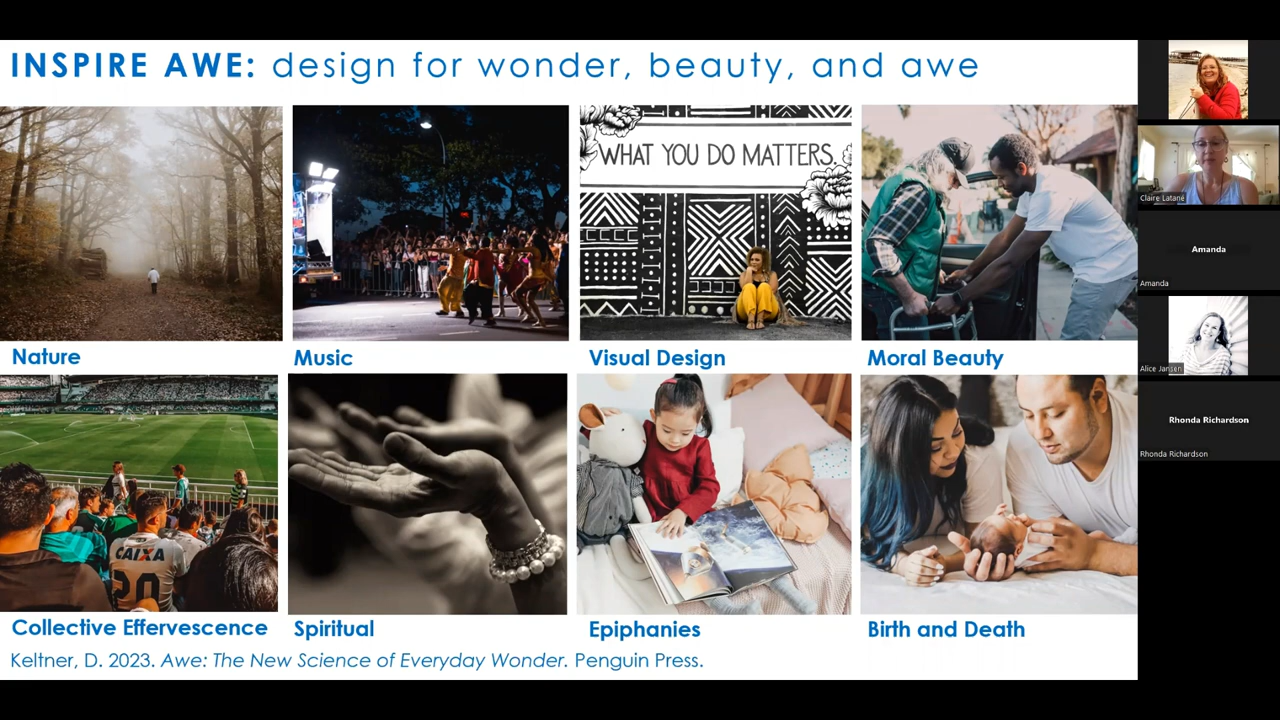 INSPIRE AWE: design for wonder, beauty, and awe
WHAT YOU DO MATTERS.
Nature
Music
Visual Design
Moral Beauty
CAIXA
20
Collective Effervescence
Spiritual
Epiphanies
Birth and Death
Keltner, D. 2023. Awe: The New Science of Everyday Wonder. Penguin Press.
Claire Latane
Amanda
Amanda
Alice Jansen
Rhonda Richardson
Rhonda Richardson